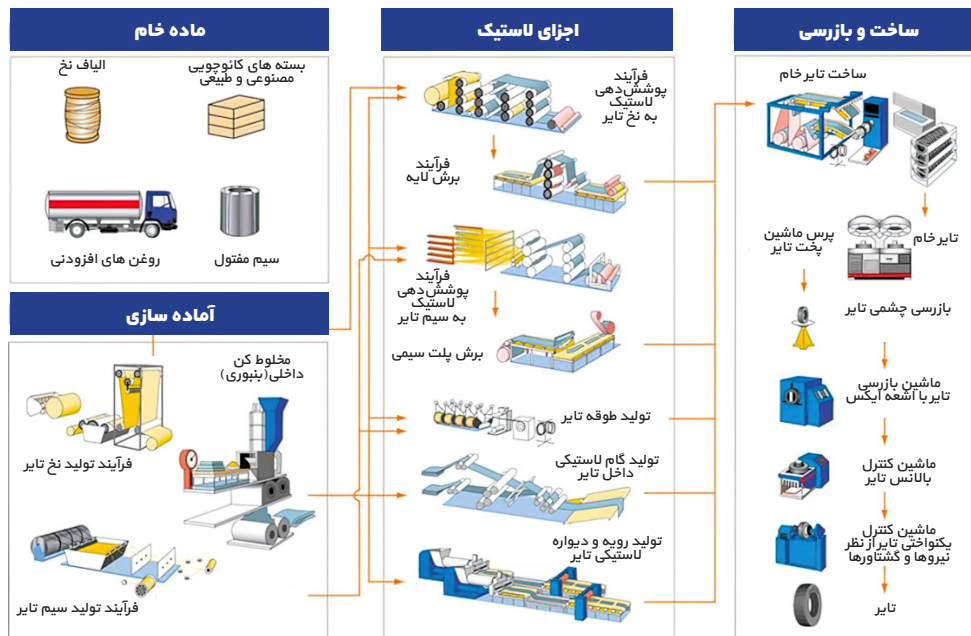 ماده خام
الیاف نخ
بسته های کائوچویی
مصنوعی و طبیعی
روغن های افزودنی
سیم مفتول
آماده سازی
مخلوط کن
داخلی(بنبوری)
فرآیند تولید نخ تایر
فرآیند تولید سیم تایر
اجزای لاستیک
فرآیند
پوشش‌دهی
لاستیک
به نخ تایر
فرآیند
برش لایه
فرآیند
پوشش‌دهی
لاستیک
به سیم تایر
برش پلت سیمی
تولید طوقه تایر
تولید گام لاستیکی
داخل تایر
تولید رویه و دیواره
لاستیکی تایر
ساخت و بازرسی
ساخت تایر خام
تایر خام
پرس ماشین
پخت تایر
بازرسی چشمی تایر
ماشین بازرسی
تایر با اشعه ایکس
ماشین کنترل
بالانس تایر
ماشین کنترل
یکنواختی تایر از نظر
نیروها و گشتاورها
تایر